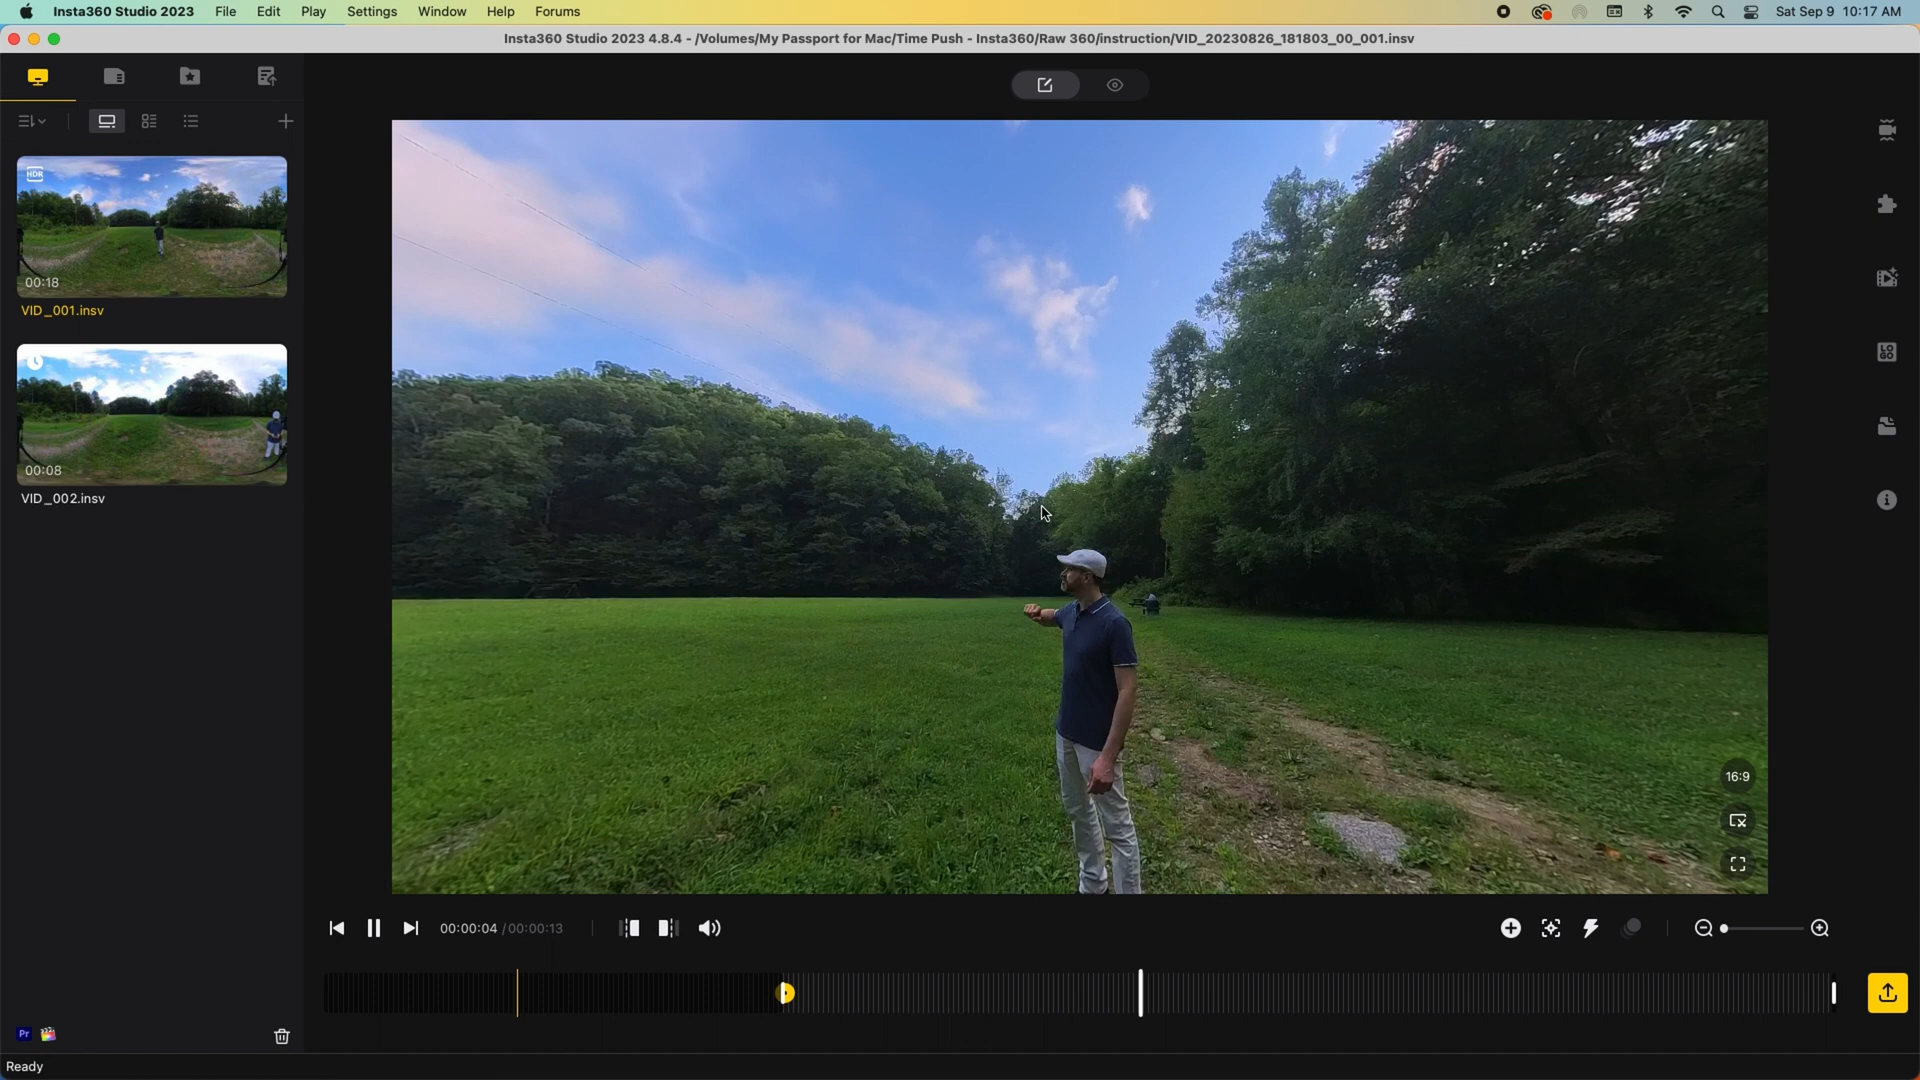 Insta360 Studio 2023 File Edit Play Settings Window Help Forums Sat Sep 9 10:17 AM
Insta360 Studio 2023 4.8.4 - /Volumes/My Passport for Mac/Time Push - Insta360/Raw 360/instruction/VID_20230826_181803_00_001.insv
HDR
00:18
VID_001.insv
00:08
VID_002.insv
LOGO
16:9
00:00:04 / 00:00:13
Pr
Ready